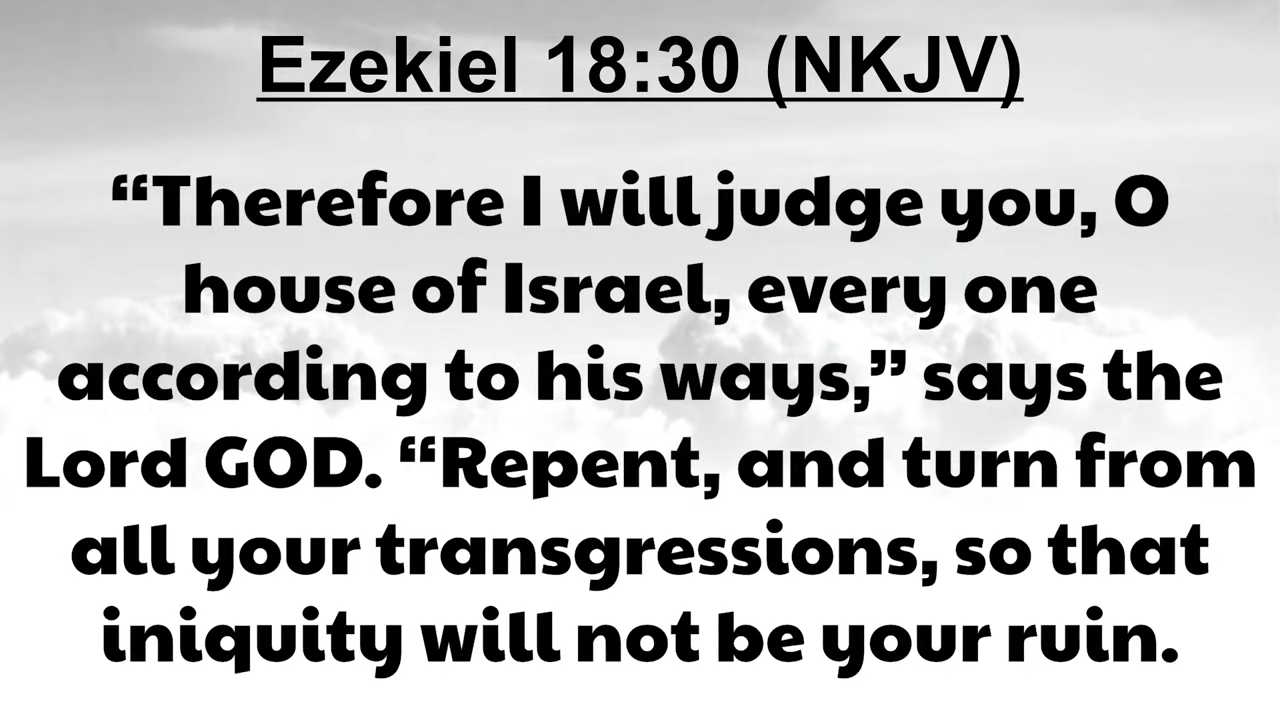 Ezekiel 18:30 (NKJV)
“Therefore I will judge you, O
house of Israel, every one
according to his ways,” says the
Lord GOD. “Repent, and turn from
all your transgressions, so that
iniquity will not be your ruin.